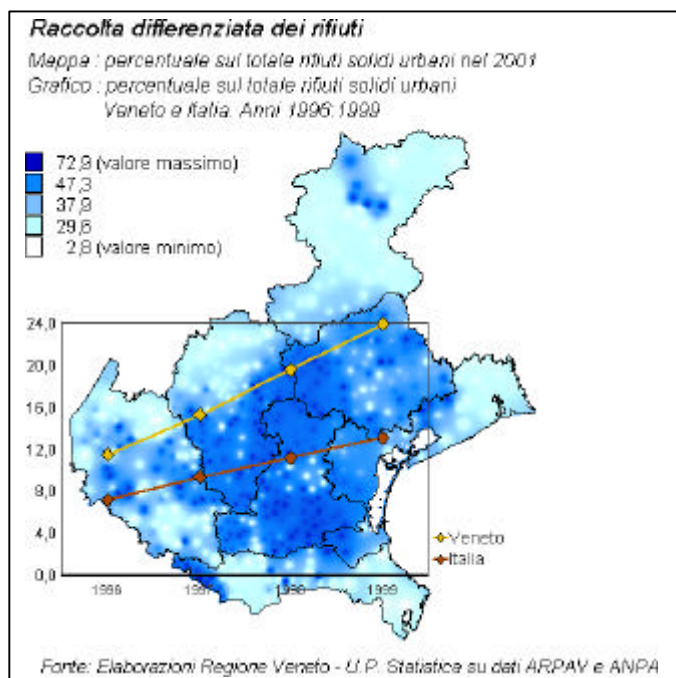 Raccolta differenziata dei rifiuti
Mappa : percentuale sul totale rifiuti solidi urbani nel 2001
Grafico : percentuale sul totale rifiuti solidi urbani
Veneto e Italia. Anni 1996:1999
72,9 (valore massimo)
47,3
37,9
29,6
2,8 (valore minimo)
24,0
20,0
16,0
12,0
8,0
4,0
0,0
1996
1997
1998
1999
Veneto
Italia
Fonte: Elaborazioni Regione Veneto - U.P. Statistica su dati ARPAV e ANPA